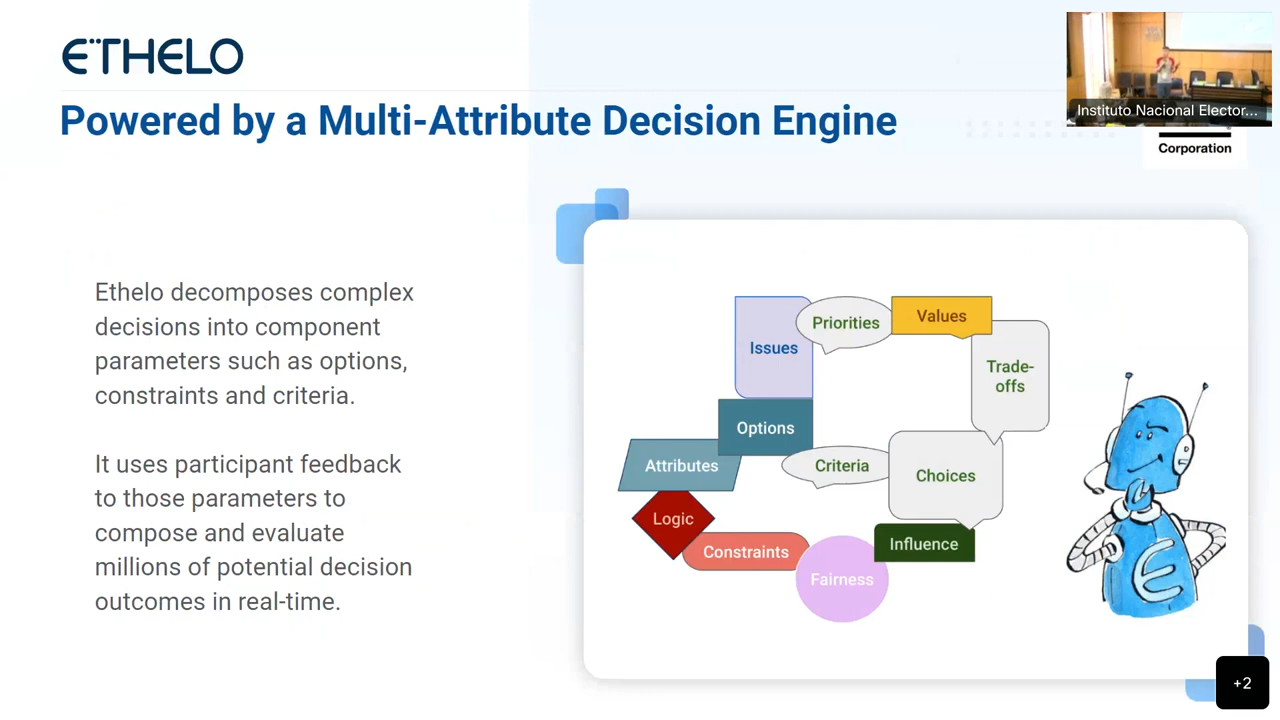 ETHELO
Powered by a Multi-Attribute Decision Engine
Instituto Nacional Elector...
Corporation
Ethelo decomposes complex
decisions into component
parameters such as options,
constraints and criteria.
It uses participant feedback
to those parameters to
compose and evaluate
millions of potential decision
outcomes in real-time.
Issues
Priorities
Values
Trade-
offs
Options
Attributes
Criteria
Choices
Logic
Constraints
Fairness
Influence
E
+2